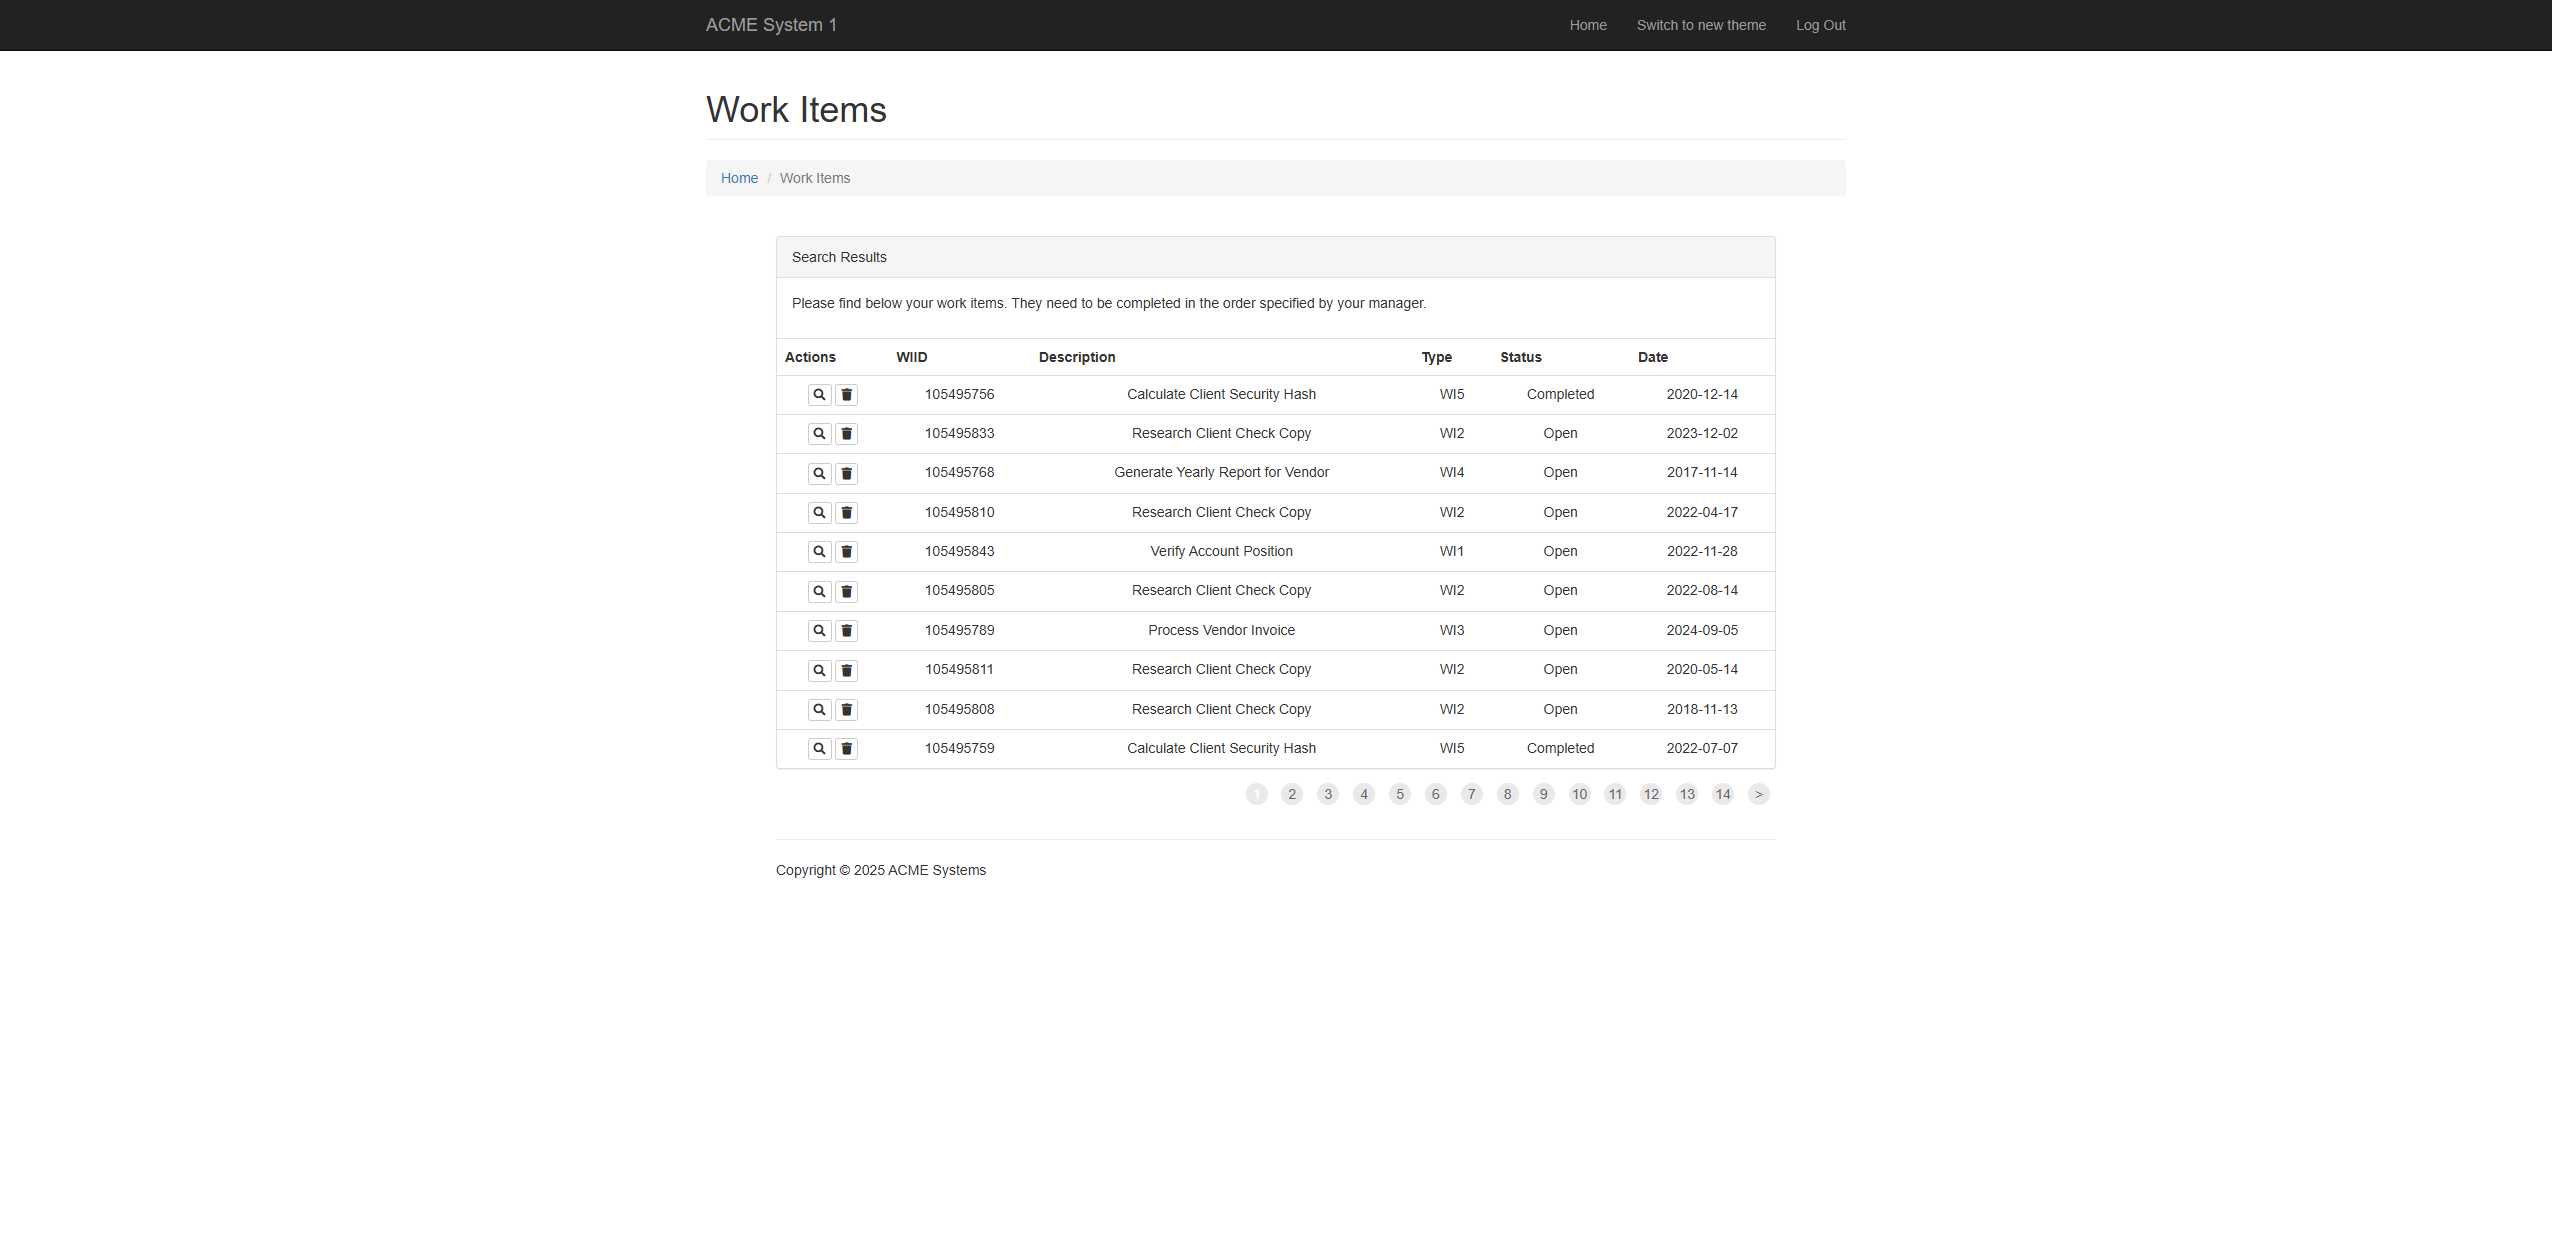 ACME System 1 Home Switch to new theme Log Out
Work Items
Home / Work Items
Search Results
Please find below your work items. They need to be completed in the order specified by your manager.
Actions WIID Description Type Status Date
105495756 Calculate Client Security Hash WI5 Completed 2020-12-14
105495833 Research Client Check Copy WI2 Open 2023-12-02
105495768 Generate Yearly Report for Vendor WI4 Open 2017-11-14
105495810 Research Client Check Copy WI2 Open 2022-04-17
105495843 Verify Account Position WI1 Open 2022-11-28
105495805 Research Client Check Copy WI2 Open 2022-08-14
105495789 Process Vendor Invoice WI3 Open 2024-09-05
105495811 Research Client Check Copy WI2 Open 2020-05-14
105495808 Research Client Check Copy WI2 Open 2018-11-13
105495759 Calculate Client Security Hash WI5 Completed 2022-07-07
1 2 3 4 5 6 7 8 9 10 11 12 13 14 >
Copyright © 2025 ACME Systems